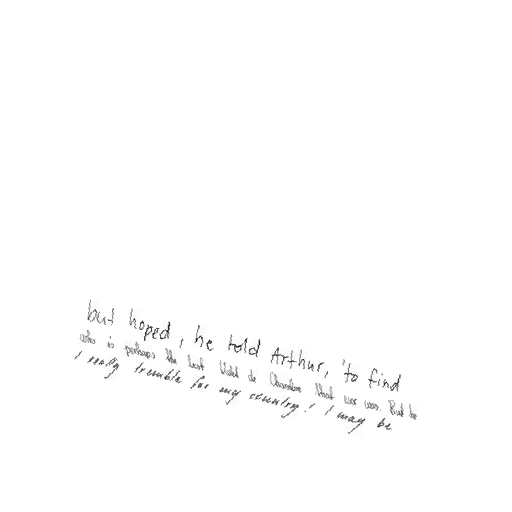 but hoped, he told Arthur, 'to find
who is perhaps the best Valet de Chambre that ever was. But he
I really tremble for my country.' I may be